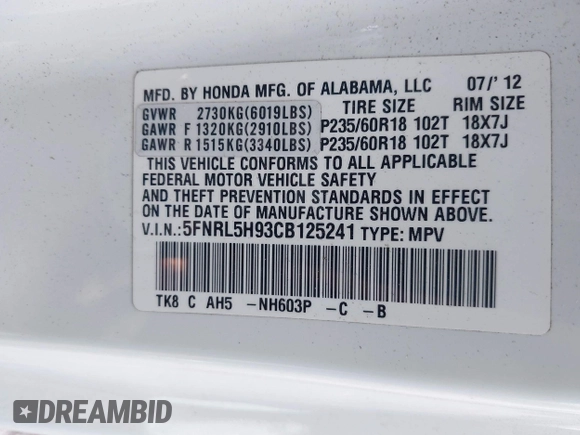 MFD. BY HONDA MFG. OF ALABAMA, LLC 07/'12
TIRE SIZE RIM SIZE
GVWR 2730KG(6019LBS)
GAWR F 1320KG(2910LBS) P235/60R18 102T 18X7J
GAWR R 1515KG(3340LBS) P235/60R18 102T 18X7J
THIS VEHICLE CONFORMS TO ALL APPLICABLE
FEDERAL MOTOR VEHICLE SAFETY
AND THEFT PREVENTION STANDARDS IN EFFECT
ON THE DATE OF MANUFACTURE SHOWN ABOVE.
V.I.N.: 5FNRL5H93CB125241 TYPE: MPV
TK8 C AH5 -NH603P -C -B
DREAMBID